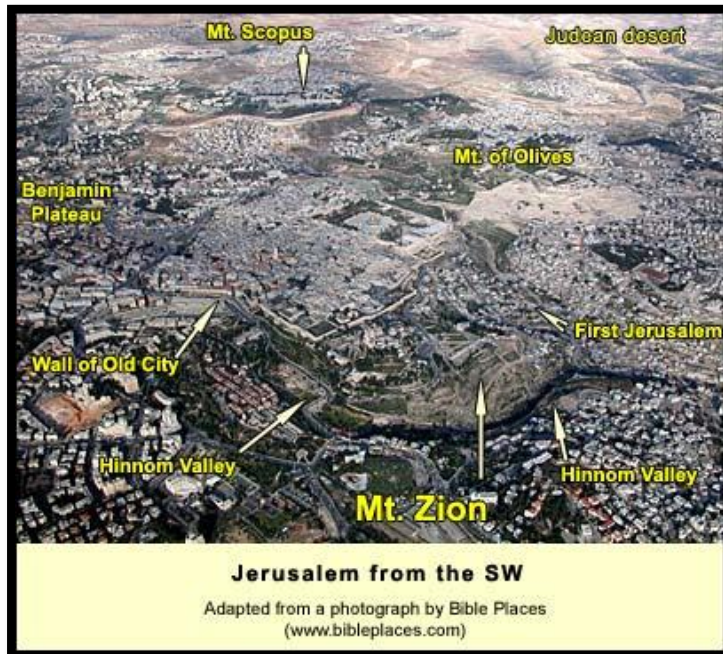 Mt. Scopus
Judean desert
Mt. of Olives
Benjamin
Plateau
First Jerusalem
Wall of Old City
Hinnom Valley
Hinnom Valley
Mt. Zion
Jerusalem from the SW
Adapted from a photograph by Bible Places
(www.bibleplaces.com)